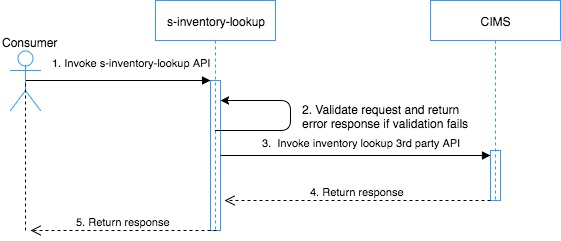 s-inventory-lookup
CIMS
Consumer
1. Invoke s-inventory-lookup API
2. Validate request and return
error response if validation fails
3. Invoke inventory lookup 3rd party API
4. Return response
5. Return response